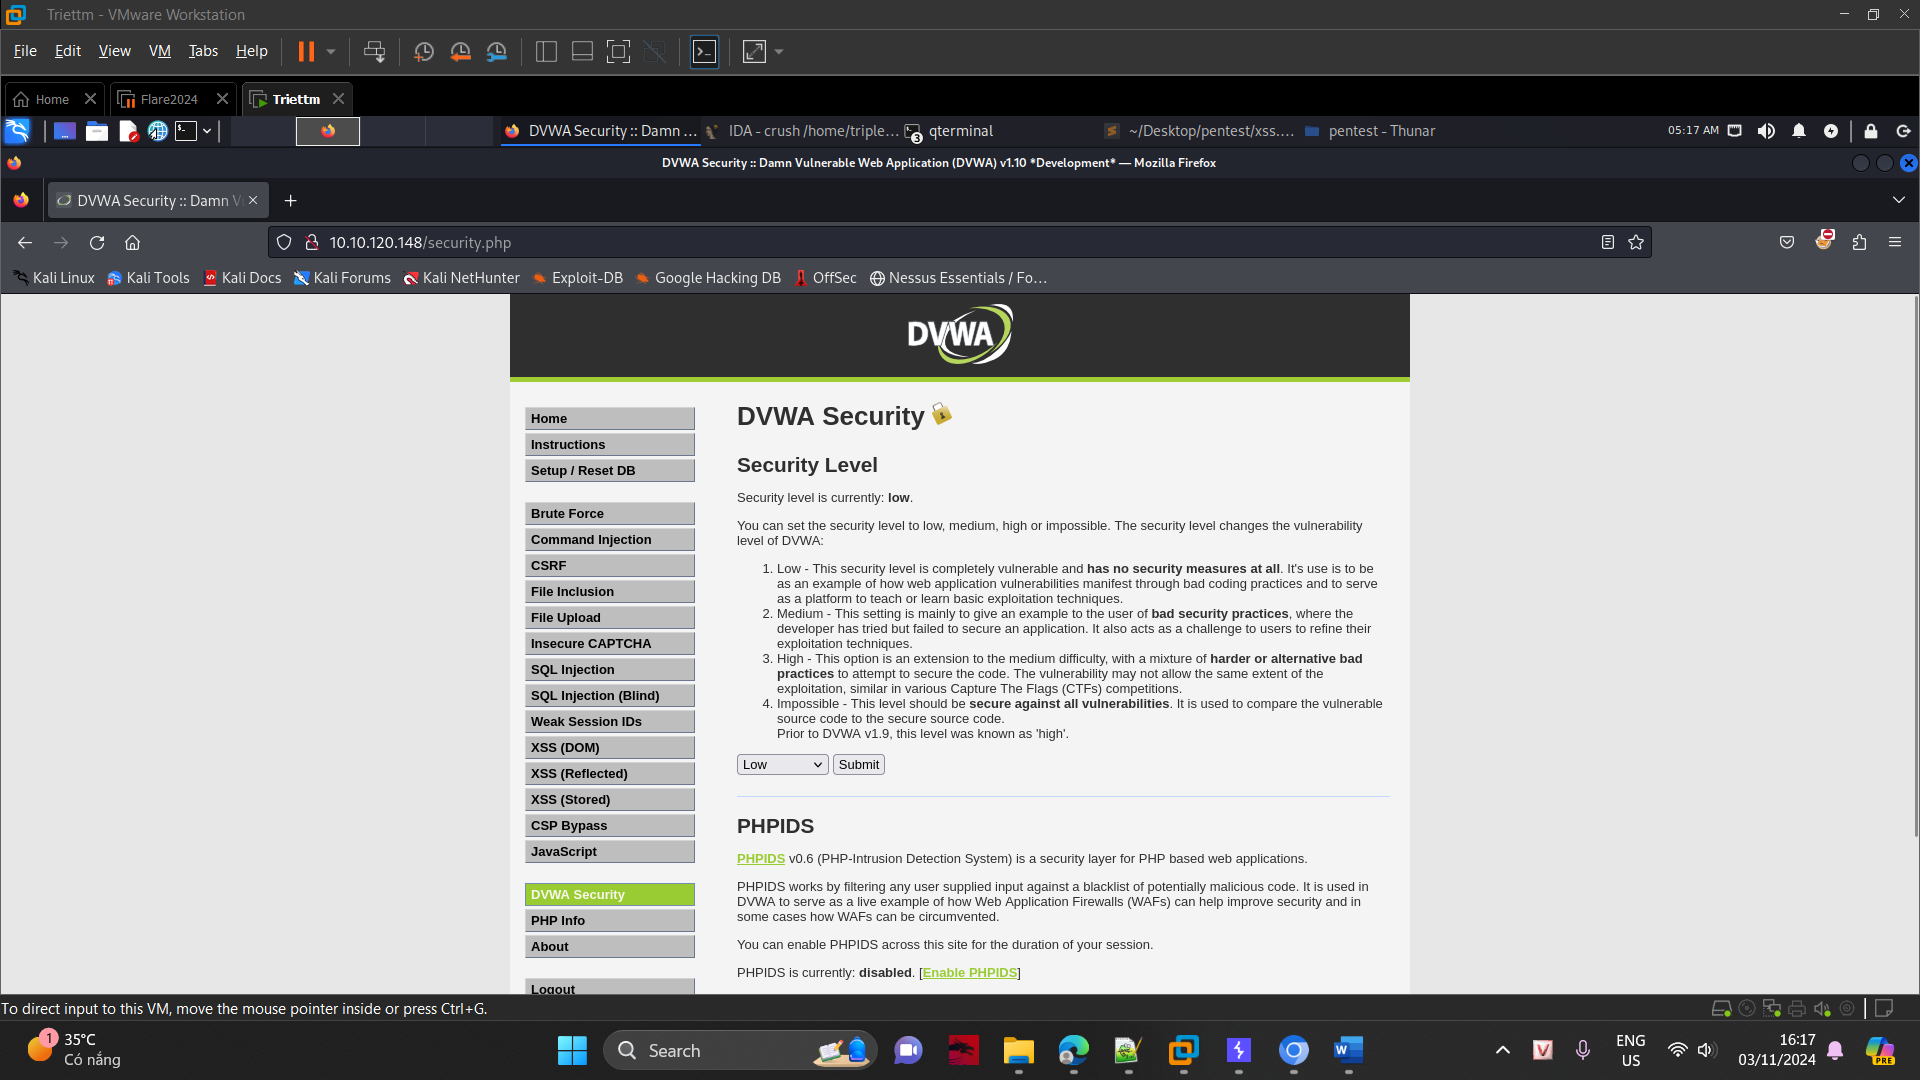 Triettm - VMware Workstation
File Edit View VM Tabs Help
Home Flare2024 Triettm
DVWA Security :: Damn ... IDA - crush /home/triple... 3 qterminal ~/Desktop/pentest/xss.... pentest - Thunar 05:17 AM
DVWA Security :: Damn Vulnerable Web Application (DVWA) v1.10 *Development* — Mozilla Firefox
DVWA Security :: Damn V
10.10.120.148/security.php
Kali Linux Kali Tools Kali Docs Kali Forums Kali NetHunter Exploit-DB Google Hacking DB OffSec Nessus Essentials / Fo...
DVWA
Home
Instructions
Setup / Reset DB
Brute Force
Command Injection
CSRF
File Inclusion
File Upload
Insecure CAPTCHA
SQL Injection
SQL Injection (Blind)
Weak Session IDs
XSS (DOM)
XSS (Reflected)
XSS (Stored)
CSP Bypass
JavaScript
DVWA Security
PHP Info
About
Logout
DVWA Security
Security Level
Security level is currently: low.
You can set the security level to low, medium, high or impossible. The security level changes the vulnerability
level of DVWA:
1. Low - This security level is completely vulnerable and has no security measures at all. It's use is to be
as an example of how web application vulnerabilities manifest through bad coding practices and to serve
as a platform to teach or learn basic exploitation techniques.
2. Medium - This setting is mainly to give an example to the user of bad security practices, where the
developer has tried but failed to secure an application. It also acts as a challenge to users to refine their
exploitation techniques.
3. High - This option is an extension to the medium difficulty, with a mixture of harder or alternative bad
practices to attempt to secure the code. The vulnerability may not allow the same extent of the
exploitation, similar in various Capture The Flags (CTFs) competitions.
4. Impossible - This level should be secure against all vulnerabilities. It is used to compare the vulnerable
source code to the secure source code.
Prior to DVWA v1.9, this level was known as 'high'.
Low Submit
PHPIDS
PHPIDS v0.6 (PHP-Intrusion Detection System) is a security layer for PHP based web applications.
PHPIDS works by filtering any user supplied input against a blacklist of potentially malicious code. It is used in
DVWA to serve as a live example of how Web Application Firewalls (WAFs) can help improve security and in
some cases how WAFs can be circumvented.
You can enable PHPIDS across this site for the duration of your session.
PHPIDS is currently: disabled. [Enable PHPIDS]
To direct input to this VM, move the mouse pointer inside or press Ctrl+G.
1 35°C
Có nắng
Search
W
V
ENG
US
16:17
03/11/2024
PRE